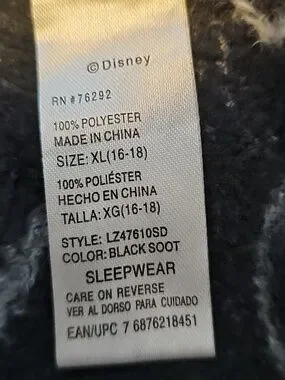 ©Disney
RN #76292
100% POLYESTER
MADE IN CHINA
SIZE: XL(16-18)
100% POLIÉSTER
HECHO EN CHINA
TALLA: XG(16-18)
STYLE: LZ47610SD
COLOR: BLACK SOOT
SLEEPWEAR
CARE ON REVERSE
VER AL DORSO PARA CUIDADO
EAN/UPC 7 6876218451